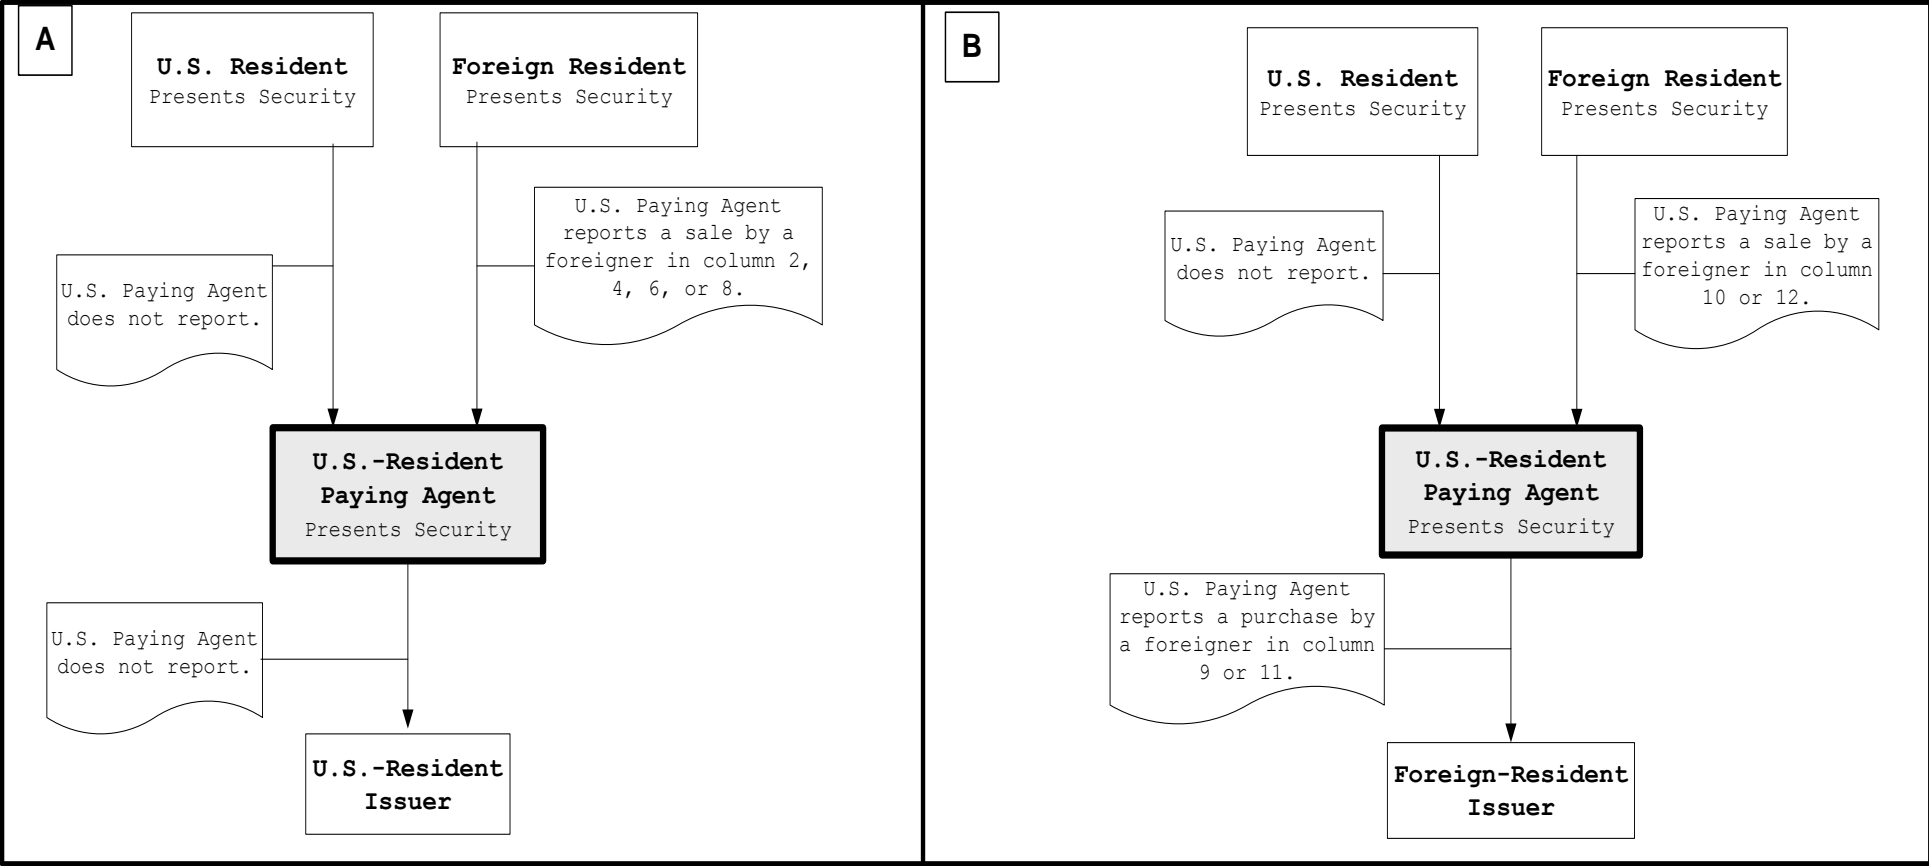 A
U.S. Resident
Presents Security
Foreign Resident
Presents Security
U.S. Paying Agent
reports a sale by a
foreigner in column 2,
4, 6, or 8.
U.S. Paying Agent
does not report.
U.S.-Resident
Paying Agent
Presents Security
U.S. Paying Agent
does not report.
U.S.-Resident
Issuer
B
U.S. Resident
Presents Security
Foreign Resident
Presents Security
U.S. Paying Agent
does not report.
U.S. Paying Agent
reports a sale by a
foreigner in column
10 or 12.
U.S.-Resident
Paying Agent
Presents Security
U.S. Paying Agent
reports a purchase by
a foreigner in column
9 or 11.
Foreign-Resident
Issuer